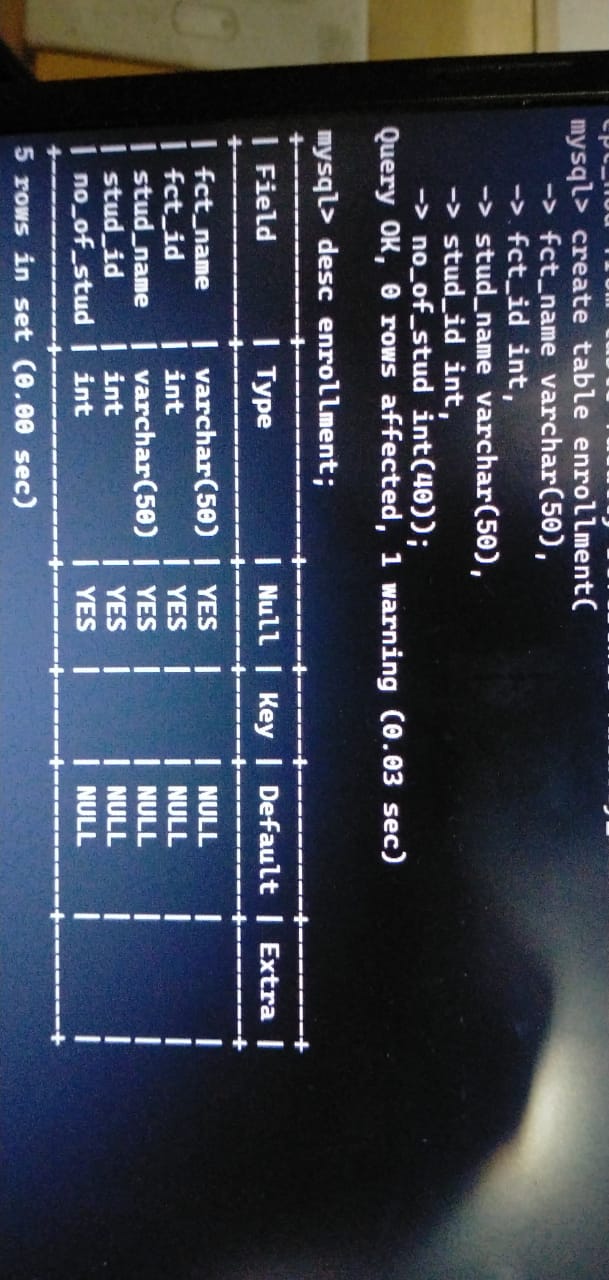 mysql> create table enrollment(
-> fct_name varchar(50),
-> fct_id int,
-> stud_name varchar(50),
-> stud_id int,
-> no_of_stud int(40));
Query OK, 0 rows affected, 1 warning (0.03 sec)
mysql> desc enrollment;
+------------+-------------+------+-----+---------+-------+
| Field | Type | Null | Key | Default | Extra |
+------------+-------------+------+-----+---------+-------+
| fct_name | varchar(50) | YES | | NULL | |
| fct_id | int | YES | | NULL | |
| stud_name | varchar(50) | YES | | NULL | |
| stud_id | int | YES | | NULL | |
| no_of_stud | int | YES | | NULL | |
+------------+-------------+------+-----+---------+-------+
5 rows in set (0.00 sec)